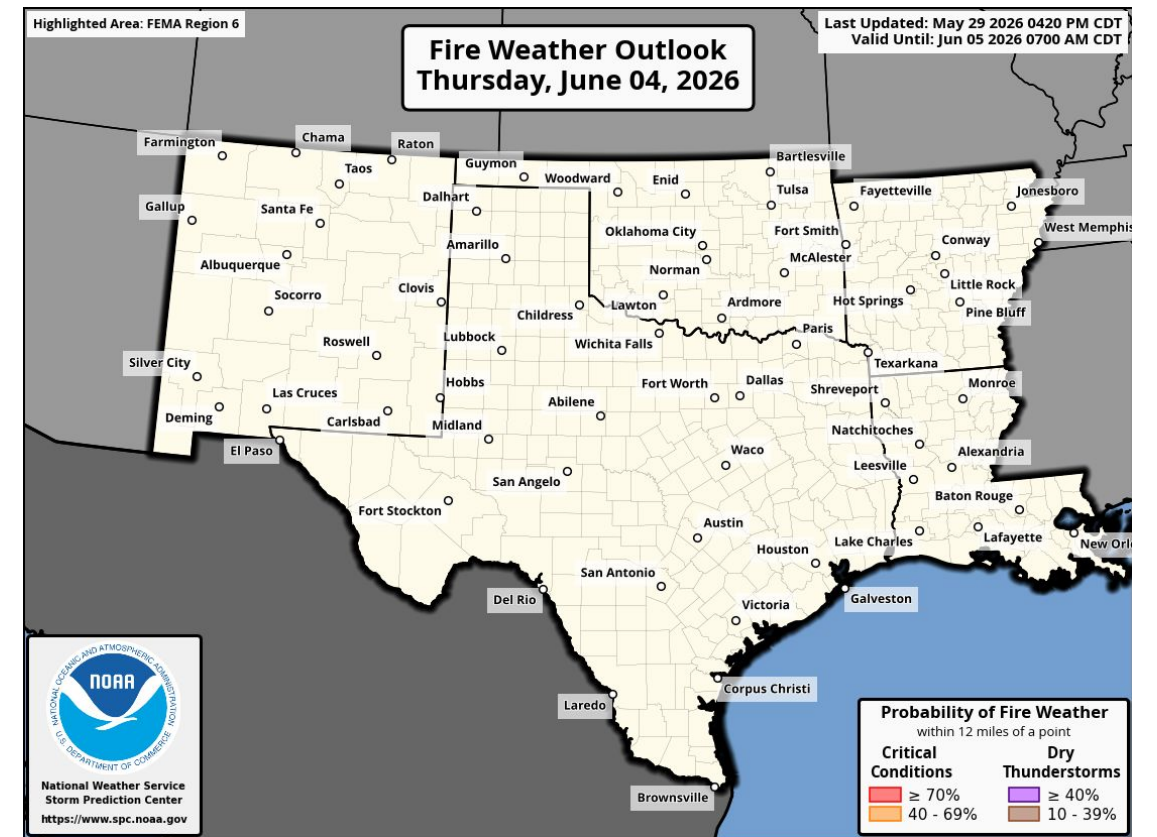 Highlighted Area: FEMA Region 6
Fire Weather Outlook
Thursday, June 04, 2026
Last Updated: May 29 2026 0420 PM CDT
Valid Until: Jun 05 2026 0700 AM CDT
Farmington
Chama
Raton
Guymon
Bartlesville
Taos
Woodward
Enid
Tulsa
Fayetteville
Jonesboro
Gallup
Santa Fe
Dalhart
Oklahoma City
Fort Smith
West Memphis
Albuquerque
Amarillo
Norman
McAlester
Conway
Socorro
Clovis
Childress
Lawton
Ardmore
Hot Springs
Little Rock
Pine Bluff
Roswell
Lubbock
Wichita Falls
Paris
Texarkana
Silver City
Las Cruces
Hobbs
Fort Worth
Dallas
Shreveport
Monroe
Deming
Carlsbad
Midland
Abilene
Natchitoches
El Paso
San Angelo
Waco
Leesville
Alexandria
Fort Stockton
Austin
Baton Rouge
Houston
Lake Charles
Lafayette
New Orle
Del Rio
San Antonio
Galveston
Victoria
Laredo
Corpus Christi
Brownsville
NATIONAL OCEANIC AND ATMOSPHERIC ADMINISTRATION
NOAA
U.S. DEPARTMENT OF COMMERCE
National Weather Service
Storm Prediction Center
https://www.spc.noaa.gov
Probability of Fire Weather
within 12 miles of a point
Critical
Conditions
≥ 70%
40 - 69%
Dry
Thunderstorms
≥ 40%
10 - 39%